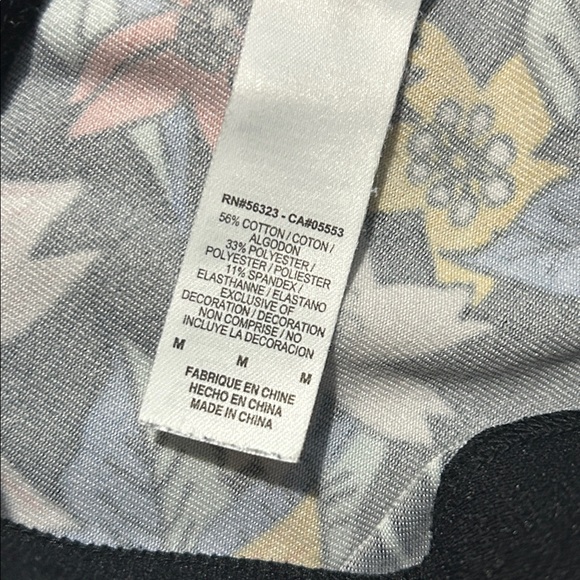 RN#56323 - CA#05553
56% COTTON / COTON /
ALGODON
33% POLYESTER /
POLYESTER / POLIESTER
11% SPANDEX /
ELASTHANNE / ELASTANO
EXCLUSIVE OF
DECORATION / DECORATION
NON COMPRISE / NO
INCLUYE LA DECORACION
M M M
FABRIQUE EN CHINE
HECHO EN CHINA
MADE IN CHINA